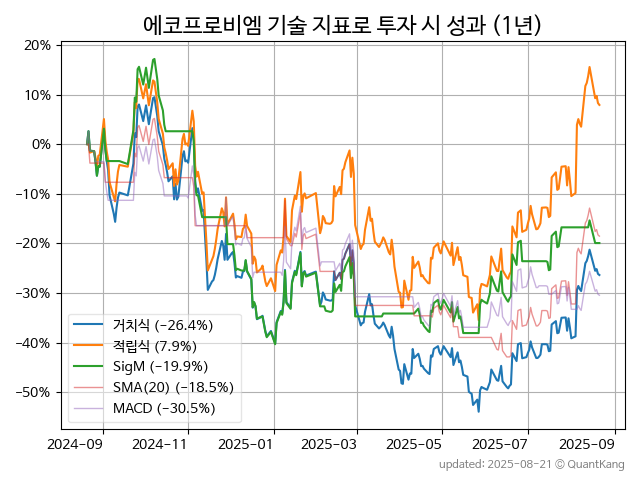 에코프로비엠 기술 지표로 투자 시 성과 (1년)
20%
10%
0%
−10%
−20%
−30%
−40%
−50%
거치식 (−26.4%)
적립식 (7.9%)
SigM (−19.9%)
SMA(20) (−18.5%)
MACD (−30.5%)
2024-09 2024-11 2025-01 2025-03 2025-05 2025-07 2025-09
updated: 2025-08-21 © QuantKang